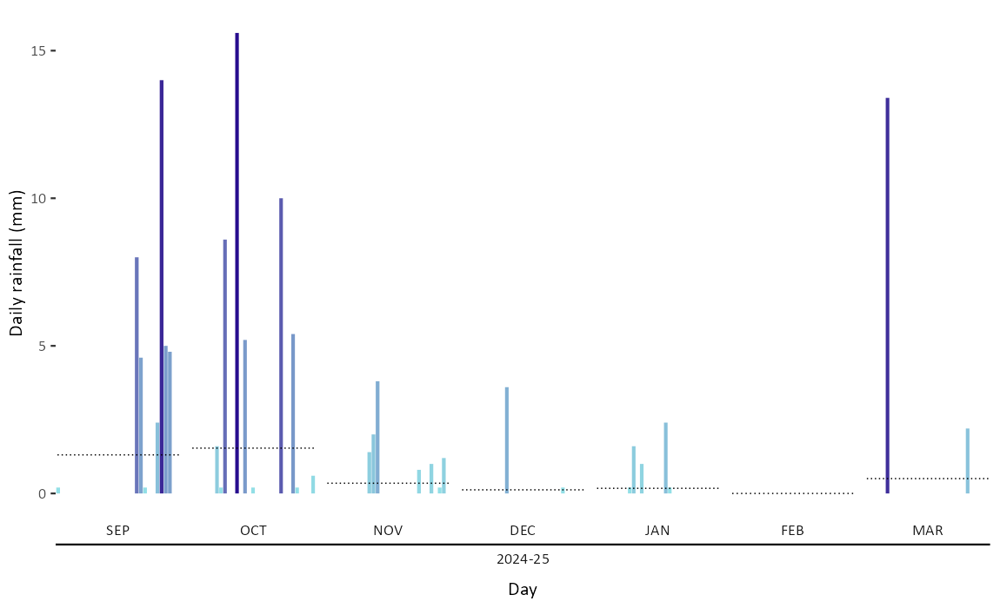 Daily rainfall (mm)
15
10
5
0
SEP OCT NOV DEC JAN FEB MAR
2024-25
Day